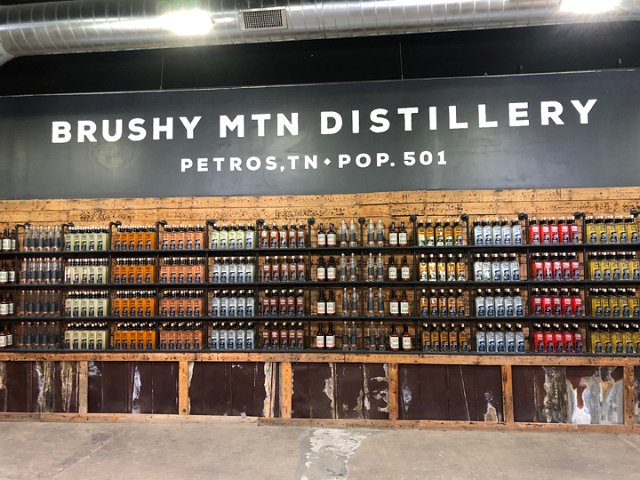 BRUSHY MTN DISTILLERY
PETROS, TN • POP. 501